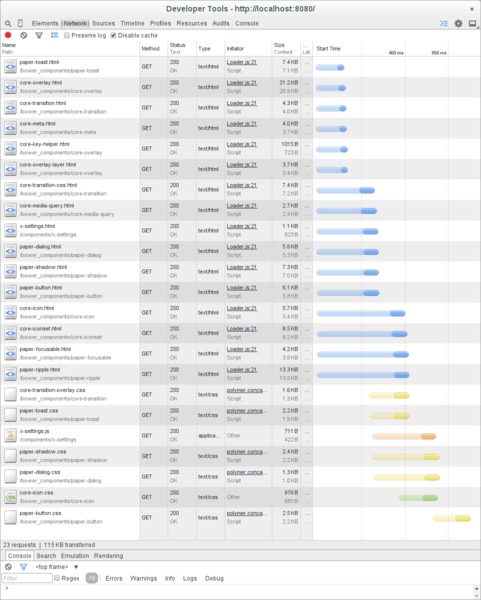 Developer Tools - http://localhost:8080/
Elements Network Sources Timeline Profiles Resources Audits Console
Preserve log Disable cache
Name Path Method Status Text Type Initiator Size Content Lat Start Time 400 ms 600 ms
paper-toast.html GET 200 text/html Loader.js:21 7.4 KB
/bower_components/paper-toast OK Script 7.1 KB
core-overlay.html GET 200 text/html Loader.js:21 21.2 KB
/bower_components/core-overlay OK Script 20.9 KB
core-transition.html GET 200 text/html Loader.js:21 4.3 KB
/bower_components/core-transition OK Script 4.0 KB
core-meta.html GET 200 text/html Loader.js:21 4.0 KB
/bower_components/core-meta OK Script 3.7 KB
core-key-helper.html GET 200 text/html Loader.js:21 1015 B
/bower_components/core-overlay OK Script 723 B
core-overlay-layer.html GET 200 text/html Loader.js:21 3.7 KB
/bower_components/core-overlay OK Script 3.4 KB
core-transition-css.html GET 200 text/html Loader.js:21 7.4 KB
/bower_components/core-transition OK Script 7.2 KB
core-media-query.html GET 200 text/html Loader.js:21 2.7 KB
/bower_components/core-media-query OK Script 2.4 KB
x-settings.html GET 200 text/html Loader.js:21 1.1 KB
/components/x-settings OK Script 823 B
paper-dialog.html GET 200 text/html Loader.js:21 5.6 KB
/bower_components/paper-dialog OK Script 5.3 KB
paper-shadow.html GET 200 text/html Loader.js:21 7.3 KB
/bower_components/paper-shadow OK Script 7.0 KB
paper-button.html GET 200 text/html Loader.js:21 6.1 KB
/bower_components/paper-button OK Script 5.8 KB
core-icon.html GET 200 text/html Loader.js:21 5.7 KB
/bower_components/core-icon OK Script 5.4 KB
core-iconset.html GET 200 text/html Loader.js:21 8.5 KB
/bower_components/core-iconset OK Script 8.2 KB
paper-focusable.html GET 200 text/html Loader.js:21 4.2 KB
/bower_components/paper-focusable OK Script 3.8 KB
paper-ripple.html GET 200 text/html Loader.js:21 13.3 KB
/bower_components/paper-ripple OK Script 13.0 KB
core-transition-overlay.css GET 200 text/css polymer.conca... 1.6 KB
/bower_components/core-transition OK Script 1.3 KB
paper-toast.css GET 200 text/css polymer.conca... 2.2 KB
/bower_components/paper-toast OK Script 1.9 KB
x-settings.js GET 200 applica... Other 711 B
/components/x-settings OK 422 B
paper-shadow.css GET 200 text/css polymer.conca... 2.4 KB
/bower_components/paper-shadow OK Script 2.2 KB
paper-dialog.css GET 200 text/css polymer.conca... 1.3 KB
/bower_components/paper-dialog OK Script 1.0 KB
core-icon.css GET 200 text/css Other 976 B
/bower_components/core-icon OK 685 B
paper-button.css GET 200 text/css polymer.conca... 2.5 KB
/bower_components/paper-button OK Script 2.2 KB
23 requests | 115 KB transferred
Console Search Emulation Rendering
<top frame>
Filter Regex All Errors Warnings Info Logs Debug